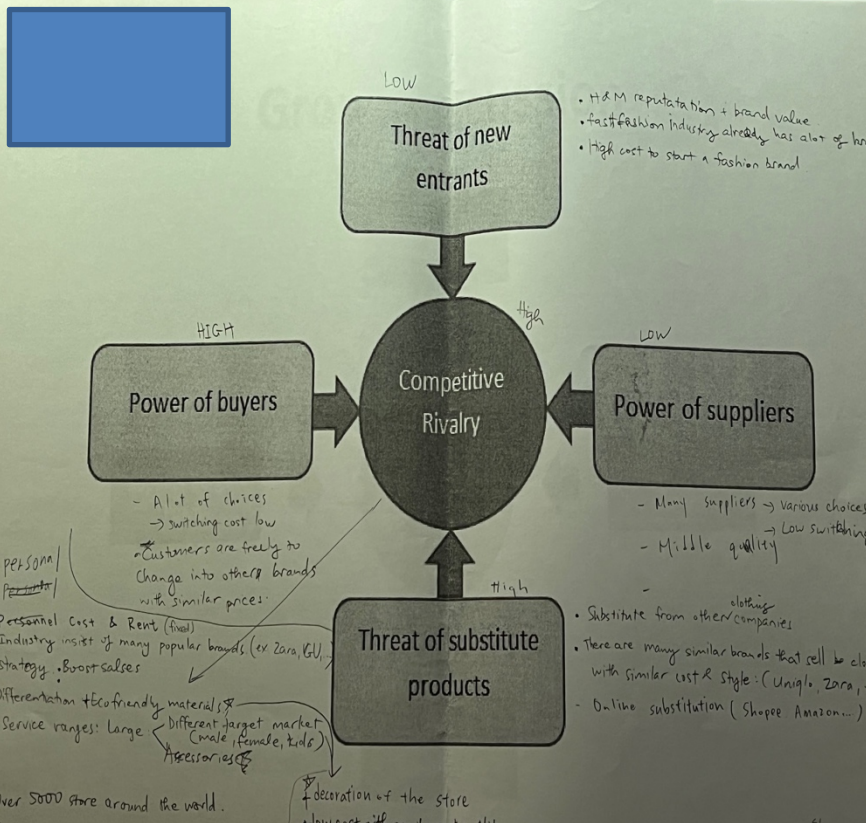 LOW
Threat of new
entrants
• H&M reputatation + brand value
• fastfashion industry already has alot of
• High cost to start a fashion brand
HIGH
Power of buyers
High
Competitive
Rivalry
LOW
Power of suppliers
- Alot of choices
→ switching cost low
• Customers are freely to
change into other brands
with similar prices.
- Many suppliers → various choices
→ Low switching
- Middle quality
High
Threat of substitute
products
• Substitute from other clothing companies
• There are many similar brands that sell
with similar cost & style: (Uniqlo, Zara,
- Online substitution ( Shopee, Amazon...)
personal
Personnel Cost & Rent (fixed)
Industry insist of many popular brands (ex Zara,
strategy • Boost salses
Differentiation + Ecofriendly materials
Service ranges: Large < Different target market
(male, female, kids)
Accessories
over 5000 store around the world.
decoration of the store